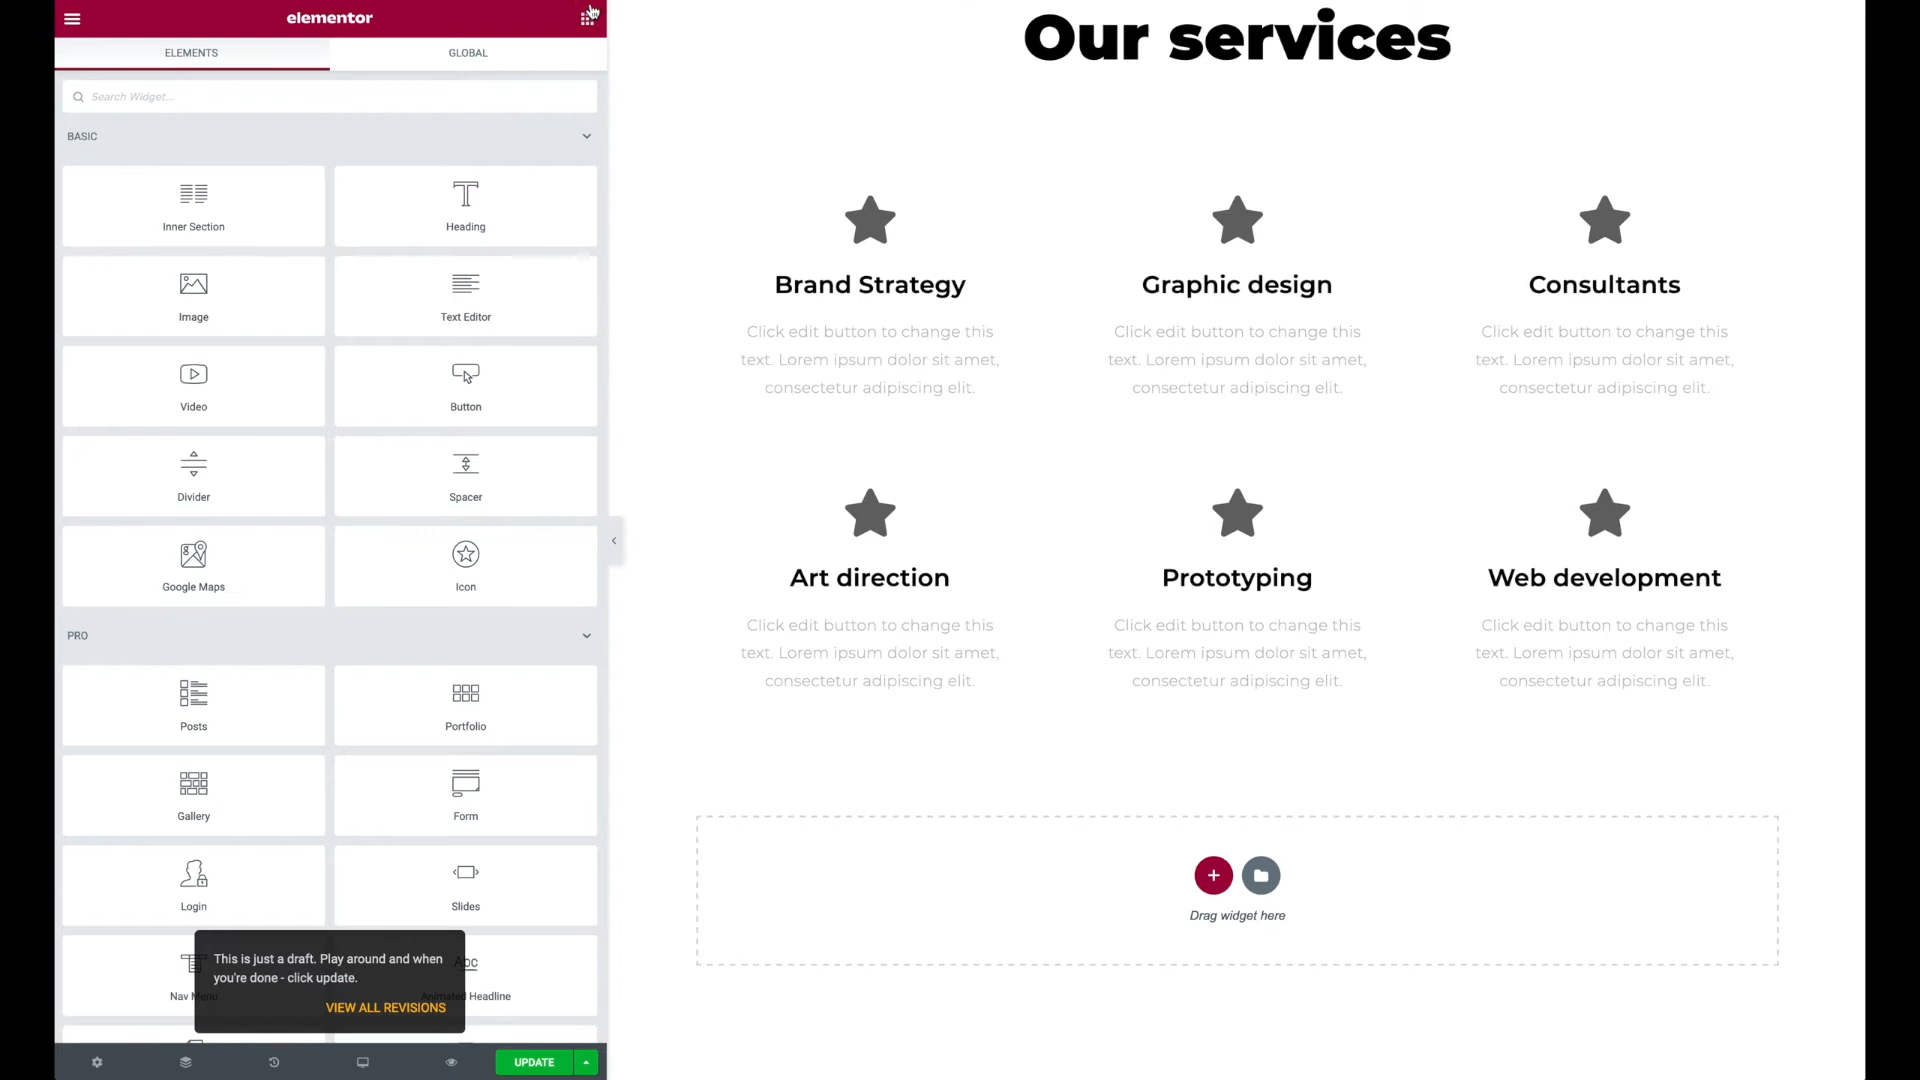 elementor
ELEMENTS
GLOBAL
Search Widget...
BASIC
Inner Section
Heading
Image
Text Editor
Video
Button
Divider
Spacer
Google Maps
Icon
PRO
Posts
Portfolio
Gallery
Form
Login
Slides
Nav Menu
Abc
Animated Headline
This is just a draft. Play around and when
you're done - click update.
VIEW ALL REVISIONS
UPDATE
Our services
Brand Strategy
Click edit button to change this
text. Lorem ipsum dolor sit amet,
consectetur adipiscing elit.
Graphic design
Click edit button to change this
text. Lorem ipsum dolor sit amet,
consectetur adipiscing elit.
Consultants
Click edit button to change this
text. Lorem ipsum dolor sit amet,
consectetur adipiscing elit.
Art direction
Click edit button to change this
text. Lorem ipsum dolor sit amet,
consectetur adipiscing elit.
Prototyping
Click edit button to change this
text. Lorem ipsum dolor sit amet,
consectetur adipiscing elit.
Web development
Click edit button to change this
text. Lorem ipsum dolor sit amet,
consectetur adipiscing elit.
Drag widget here